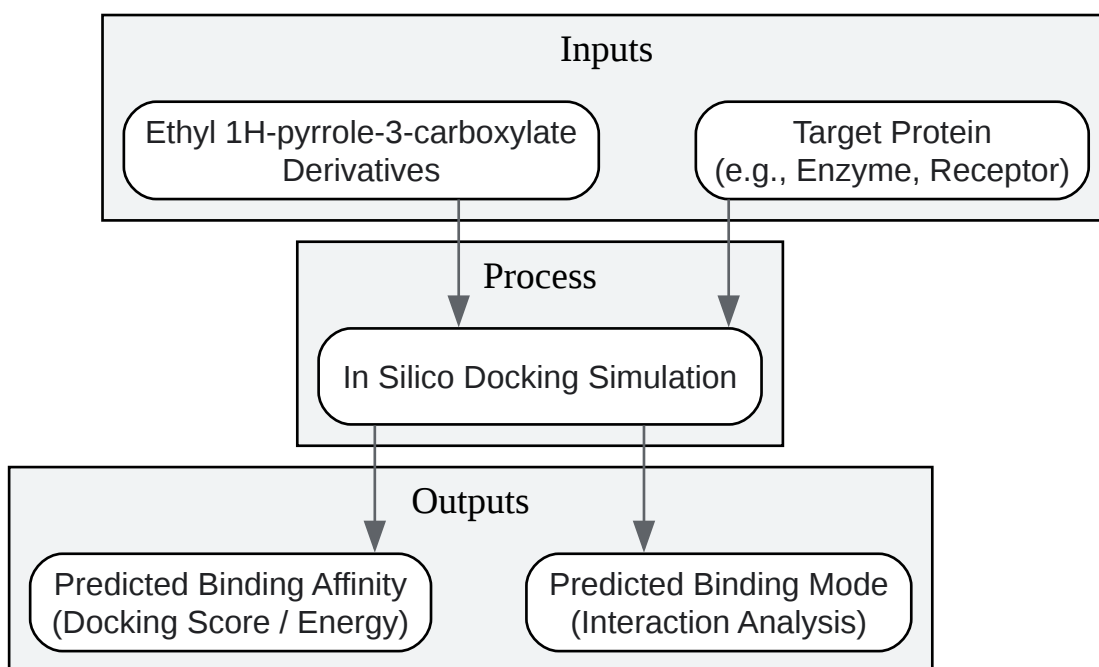 Inputs
Ethyl 1H-pyrrole-3-carboxylate
Derivatives
Target Protein
(e.g., Enzyme, Receptor)
Process
In Silico Docking Simulation
Outputs
Predicted Binding Affinity
(Docking Score / Energy)
Predicted Binding Mode
(Interaction Analysis)